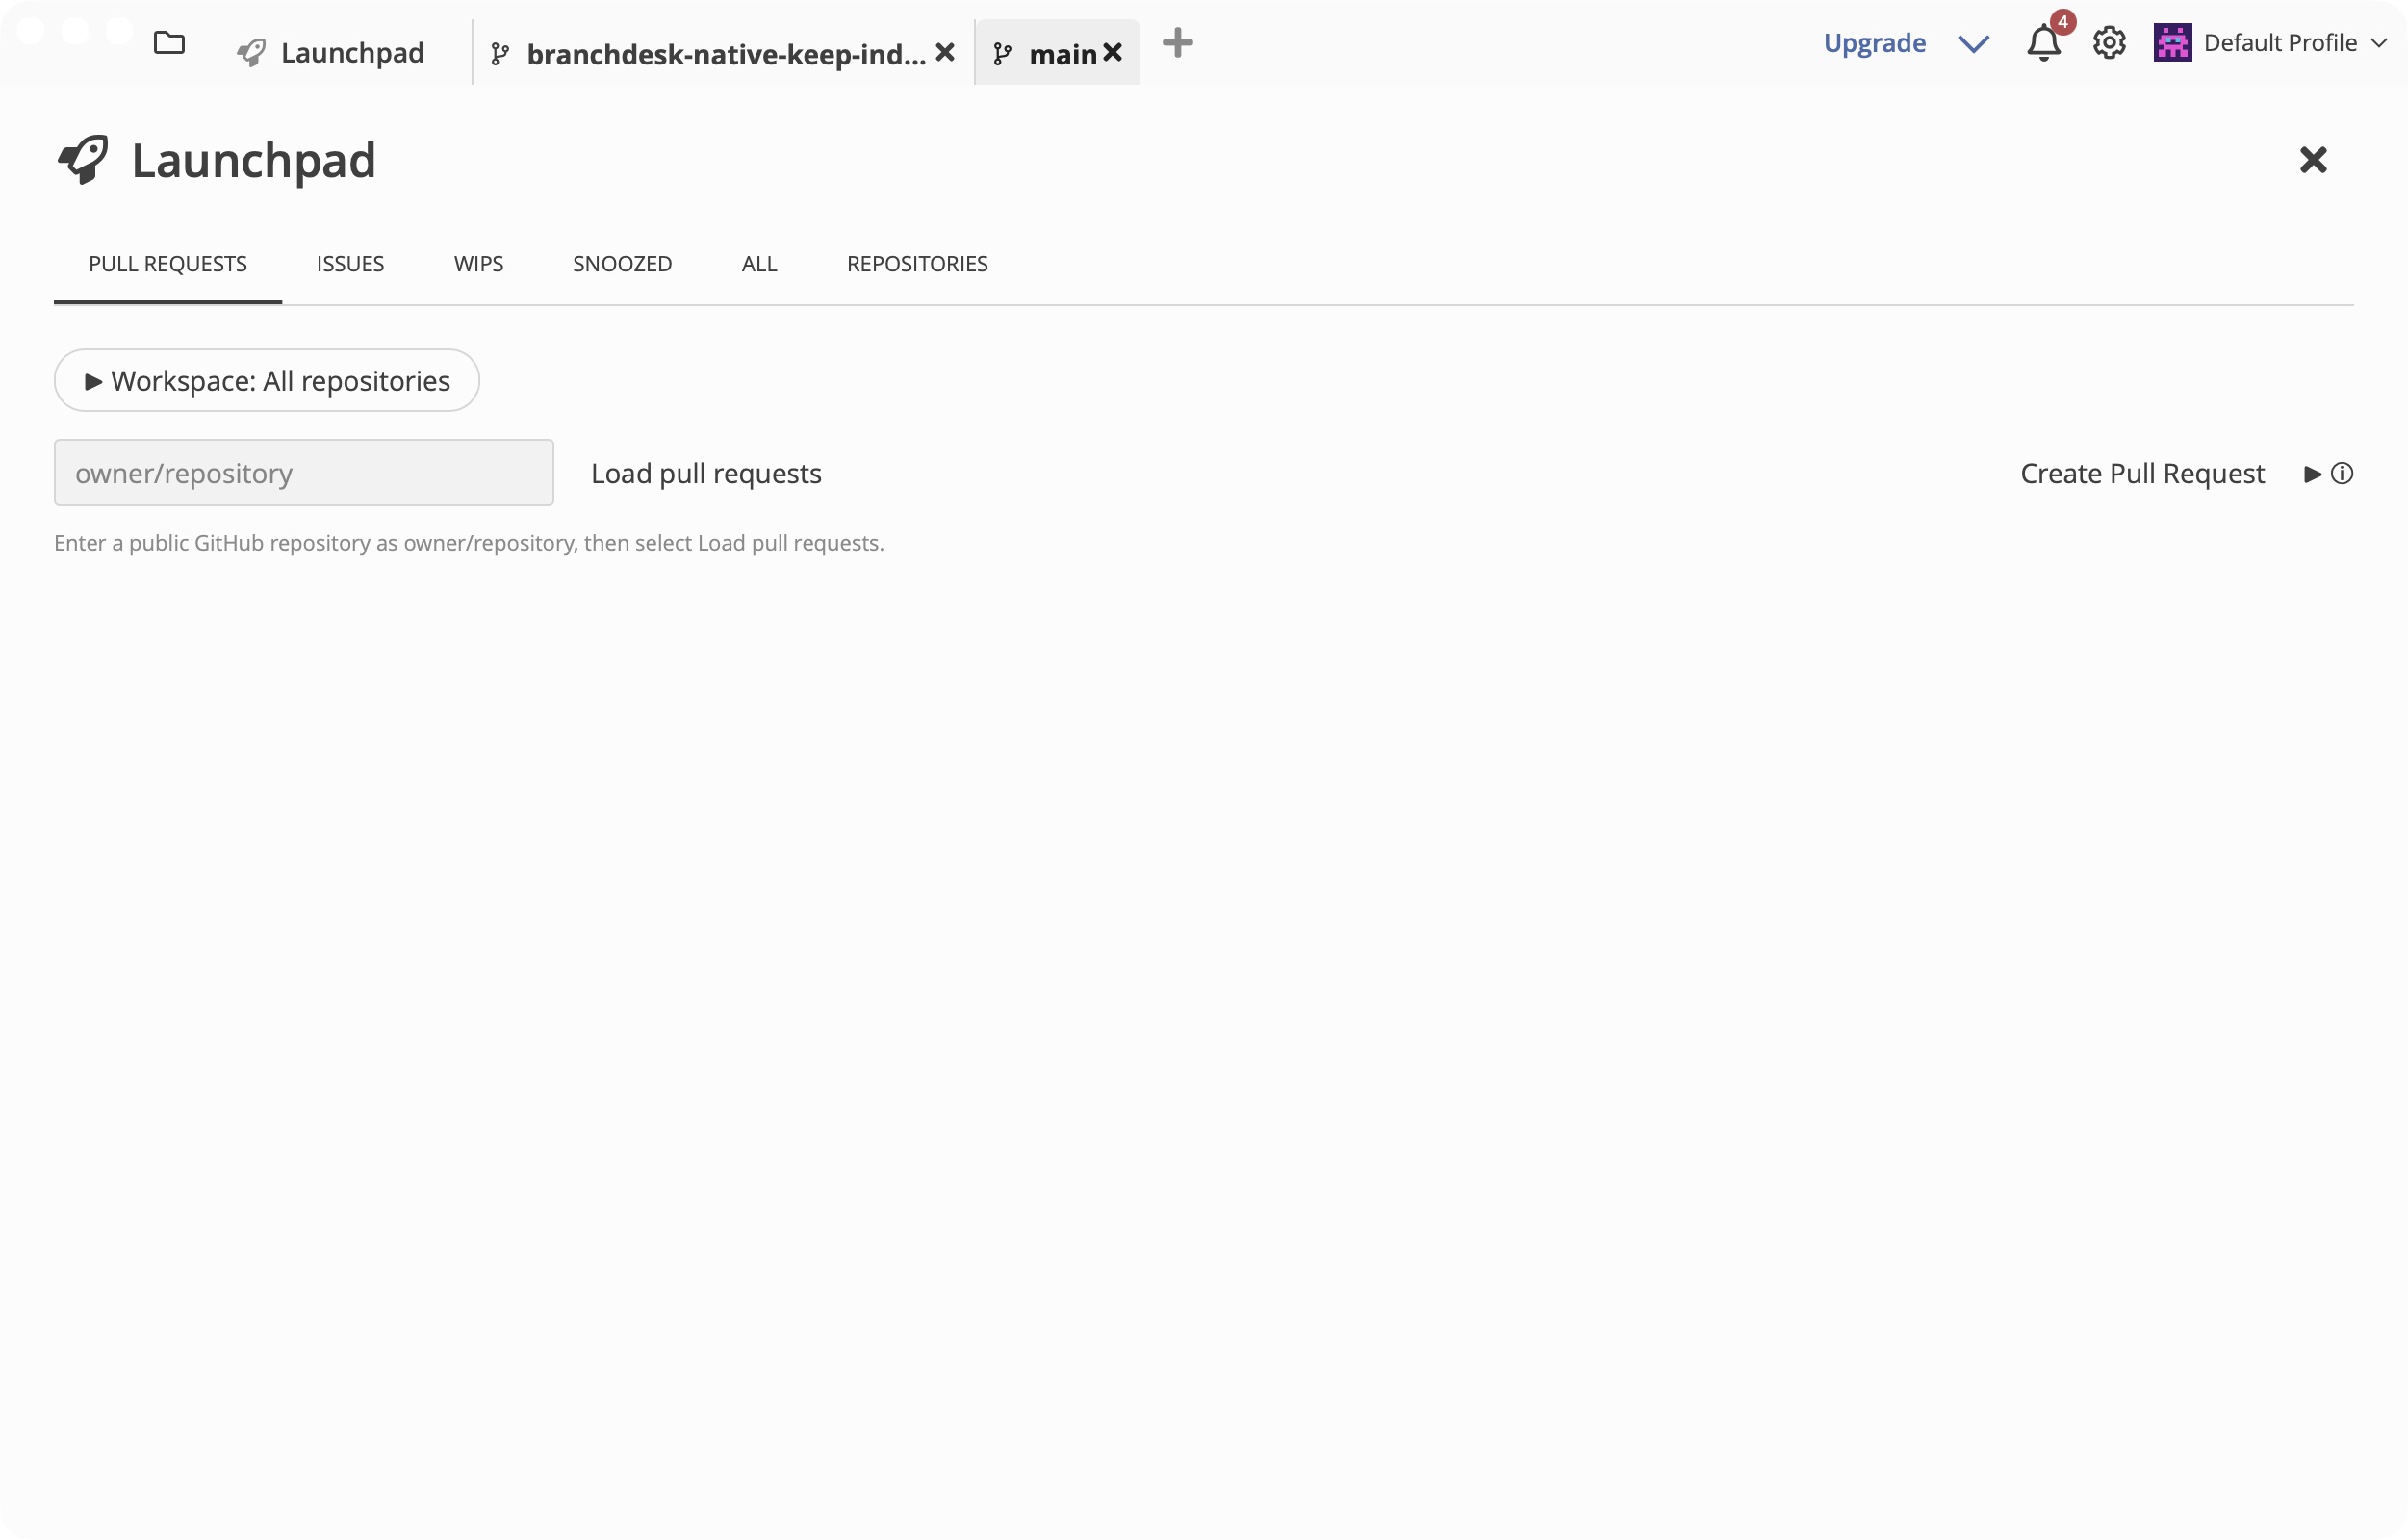 Launchpad
branchdesk-native-keep-ind...
main
Upgrade
4
Default Profile
Launchpad
PULL REQUESTS
ISSUES
WIPS
SNOOZED
ALL
REPOSITORIES
Workspace: All repositories
owner/repository
Load pull requests
Create Pull Request
Enter a public GitHub repository as owner/repository, then select Load pull requests.